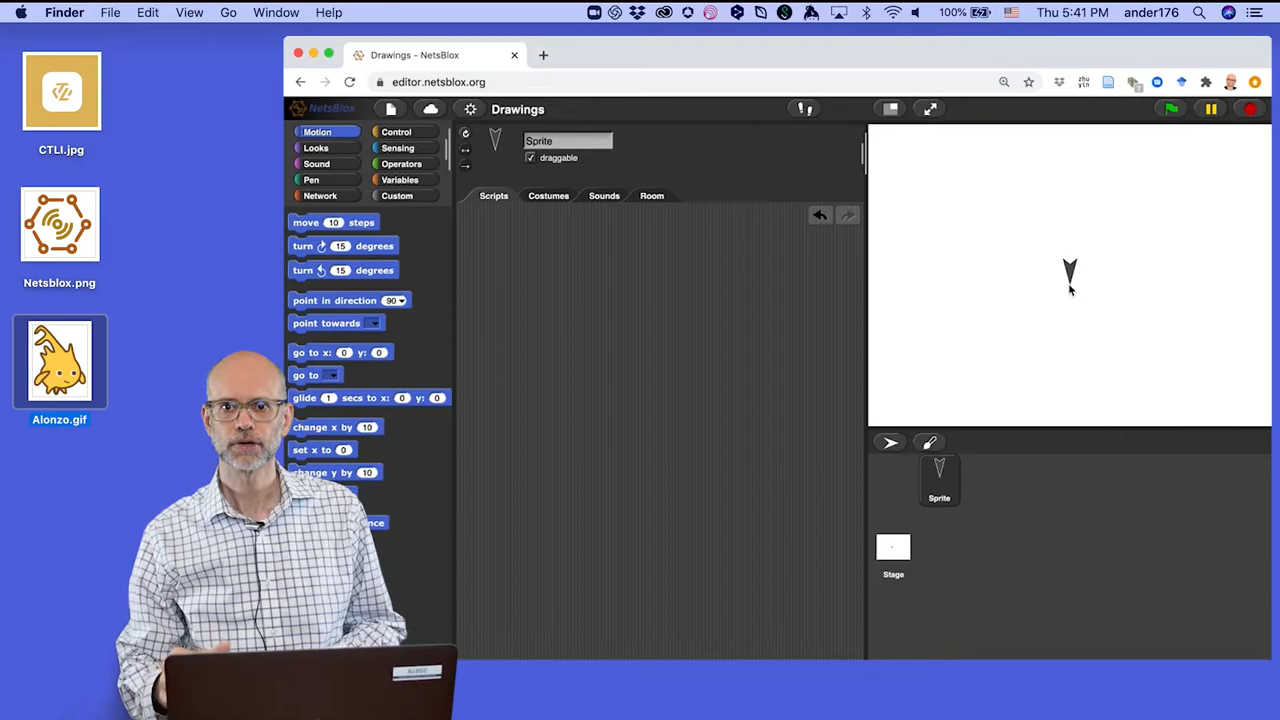 Finder File Edit View Go Window Help
100% Thu 5:41 PM ander176
Drawings - NetsBlox
editor.netsblox.org
NetsBlox
Drawings
Motion Control
Looks Sensing
Sound Operators
Pen Variables
Network Custom
Sprite
draggable
Scripts Costumes Sounds Room
move 10 steps
turn 15 degrees
turn 15 degrees
point in direction 90
point towards
go to x: 0 y: 0
go to
glide 1 secs to x: 0 y: 0
change x by 10
set x to 0
change y by 10
nce
Sprite
Stage
CTLI.jpg
Netsblox.png
Alonzo.gif